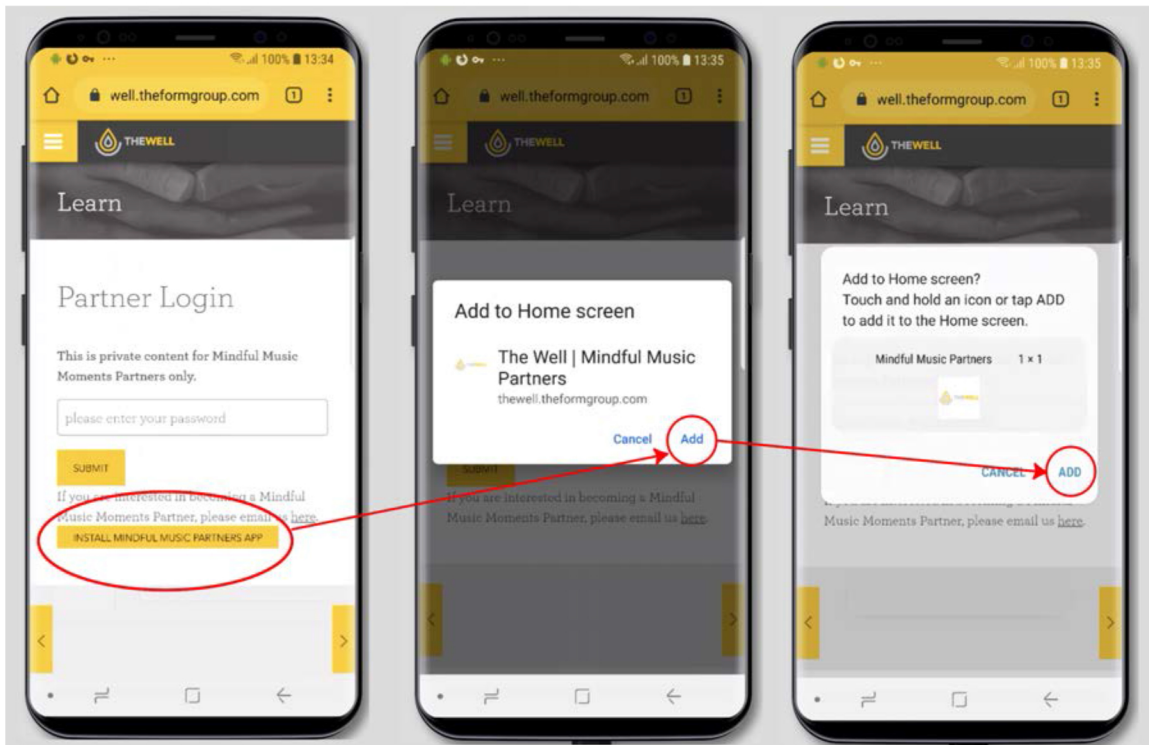 100% 13:34
well.theformgroup.com 1
THEWELL
Learn
Partner Login
This is private content for Mindful Music
Moments Partners only.
please enter your password
SUBMIT
If you are interested in becoming a Mindful
Music Moments Partner, please email us here.
INSTALL MINDFUL MUSIC PARTNERS APP
100% 13:35
well.theformgroup.com 1
THEWELL
Learn
Add to Home screen
THEWELL
The Well | Mindful Music
Partners
thewell.theformgroup.com
Cancel Add
SUBMIT
If you are interested in becoming a Mindful
Music Moments Partner, please email us here.
100% 13:35
well.theformgroup.com 1
THEWELL
Learn
Add to Home screen?
Touch and hold an icon or tap ADD
to add it to the Home screen.
Mindful Music Partners 1 × 1
THEWELL
CANCEL ADD
Music Moments Partner, please email us here.